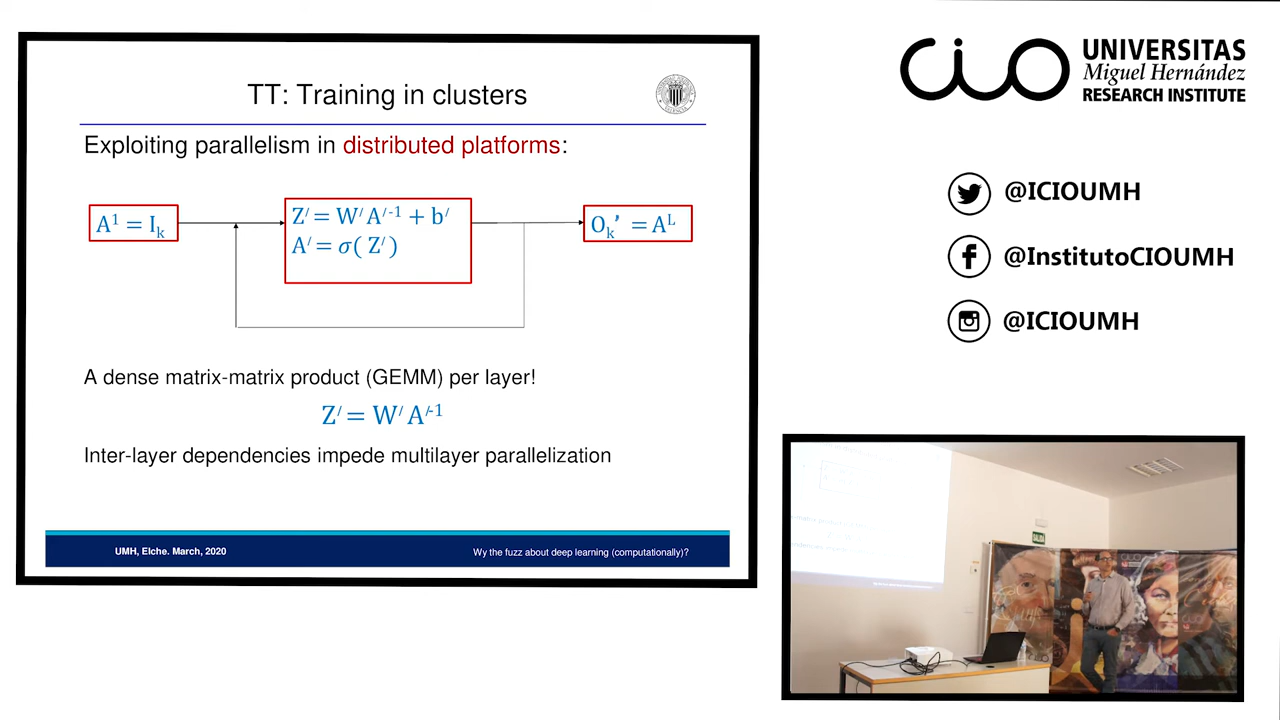 TT: Training in clusters
Exploiting parallelism in distributed platforms:
A¹ = Iₖ
Zˡ = Wˡ Aˡ⁻¹ + bˡ
Aˡ = σ( Zˡ )
Oₖ’ = Aᴸ
A dense matrix-matrix product (GEMM) per layer!
Zˡ = Wˡ Aˡ⁻¹
Inter-layer dependencies impede multilayer parallelization
UMH, Elche. March, 2020
Wy the fuzz about deep learning (computationally)?
cio
UNIVERSITAS
Miguel Hernández
RESEARCH INSTITUTE
@ICIOUMH
@InstitutoCIOUMH
@ICIOUMH
SALIDA